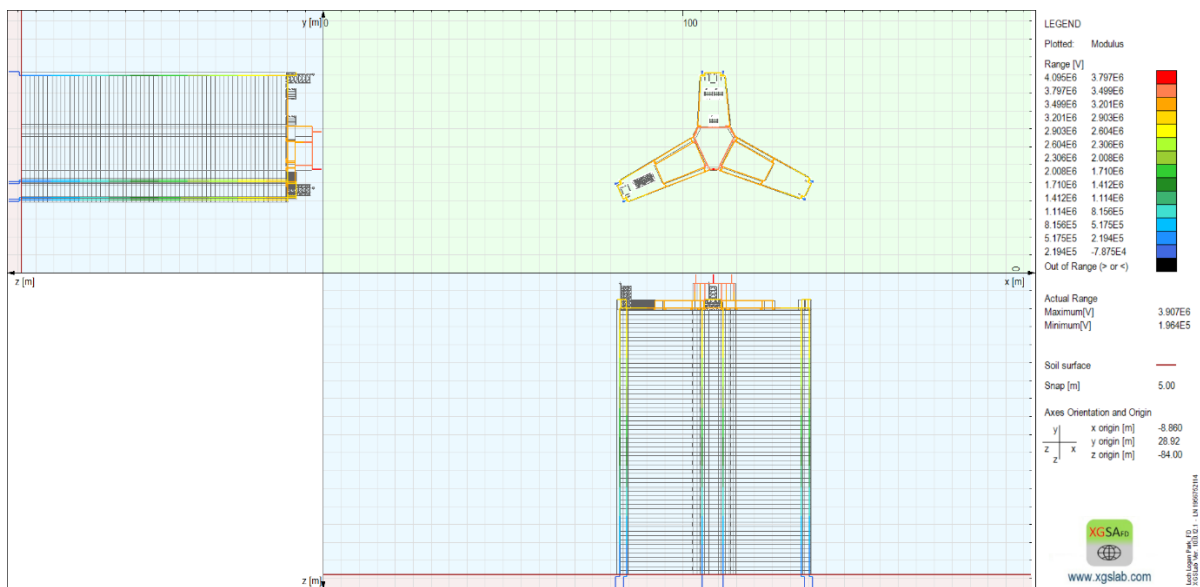 y [m] 0
100
z [m]
x [m]
0
z [m]
LEGEND
Plotted: Modulus
Range [V]
4.095E6 3.797E6
3.797E6 3.499E6
3.499E6 3.201E6
3.201E6 2.903E6
2.903E6 2.604E6
2.604E6 2.306E6
2.306E6 2.008E6
2.008E6 1.710E6
1.710E6 1.412E6
1.412E6 1.114E6
1.114E6 8.156E5
8.156E5 5.175E5
5.175E5 2.194E5
2.194E5 -7.875E4
Out of Range (> or <)
Actual Range
Maximum[V] 3.907E6
Minimum[V] 1.964E5
Soil surface
Snap [m] 5.00
Axes Orientation and Origin
y
z x
z
x origin [m] -8.860
y origin [m] 28.92
z origin [m] -84.00
XGSAFD
www.xgslab.com